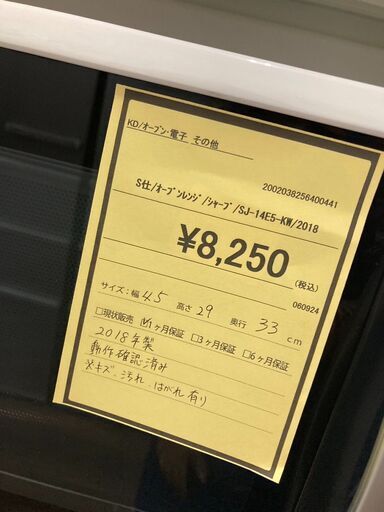 KD/オーブン・電子 その他
2002038256400441
S仕/オーブンレンジ/シャープ/SJ-14E5-KW/2018
¥8,250
(税込)
060924
サイズ:幅 45 高さ 29 奥行 33 cm
□現状販売 ☑1ヶ月保証 □3ヶ月保証 □6ヶ月保証
2018年製
動作確認済み
※キズ、汚れ、はがれ有り